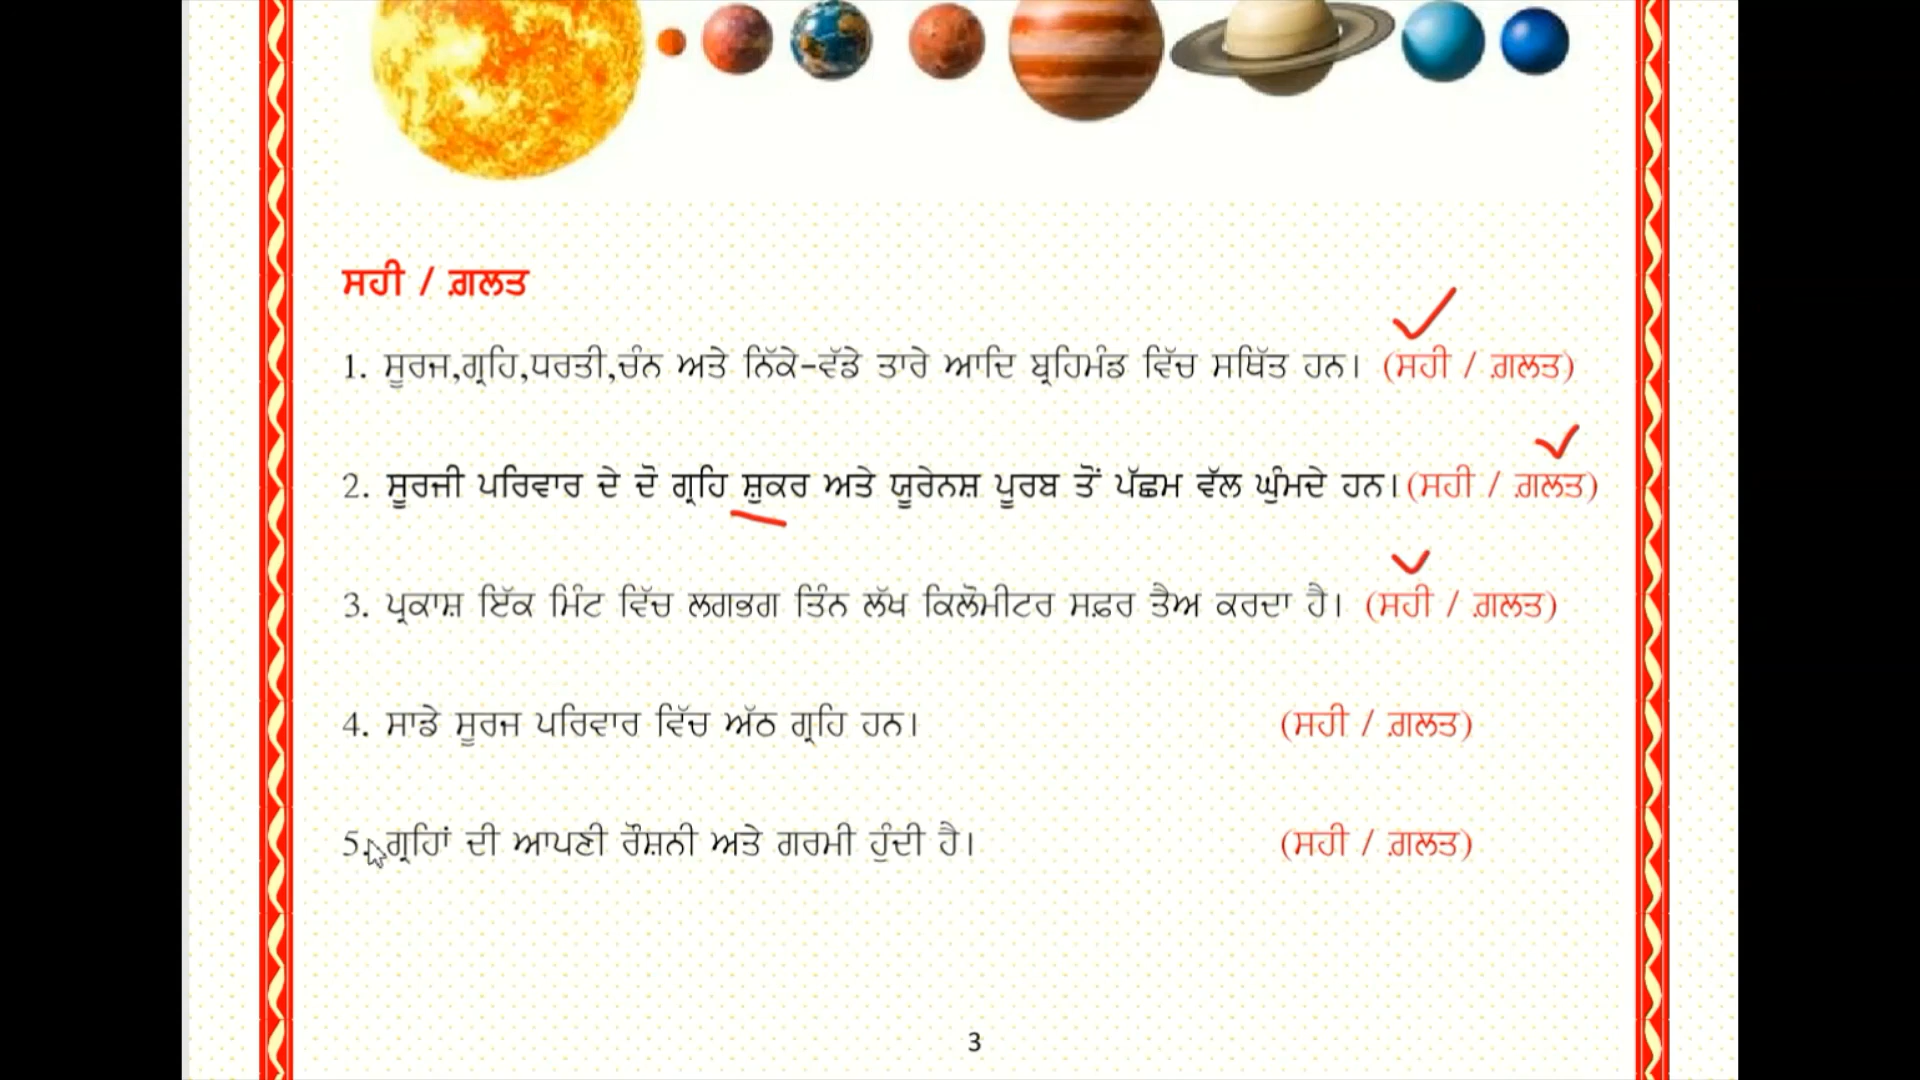 ਸਹੀ / ਗ਼ਲਤ
1. ਸੂਰਜ,ਗ੍ਰਹਿ,ਧਰਤੀ,ਚੰਨ ਅਤੇ ਨਿੱਕੇ-ਵੱਡੇ ਤਾਰੇ ਆਦਿ ਬ੍ਰਹਿਮੰਡ ਵਿੱਚ ਸਥਿੱਤ ਹਨ। (ਸਹੀ / ਗ਼ਲਤ)
2. ਸੂਰਜੀ ਪਰਿਵਾਰ ਦੇ ਦੋ ਗ੍ਰਹਿ ਸ਼ੁਕਰ ਅਤੇ ਯੂਰੇਨਸ਼ ਪੂਰਬ ਤੋਂ ਪੱਛਮ ਵੱਲ ਘੁੰਮਦੇ ਹਨ। (ਸਹੀ / ਗ਼ਲਤ)
3. ਪ੍ਰਕਾਸ਼ ਇੱਕ ਮਿੰਟ ਵਿੱਚ ਲਗਭਗ ਤਿੰਨ ਲੱਖ ਕਿਲੋਮੀਟਰ ਸਫ਼ਰ ਤੈਅ ਕਰਦਾ ਹੈ। (ਸਹੀ / ਗ਼ਲਤ)
4. ਸਾਡੇ ਸੂਰਜ ਪਰਿਵਾਰ ਵਿੱਚ ਅੱਠ ਗ੍ਰਹਿ ਹਨ। (ਸਹੀ / ਗ਼ਲਤ)
5. ਗ੍ਰਹਿਾਂ ਦੀ ਆਪਣੀ ਰੌਸ਼ਨੀ ਅਤੇ ਗਰਮੀ ਹੁੰਦੀ ਹੈ। (ਸਹੀ / ਗ਼ਲਤ)
3